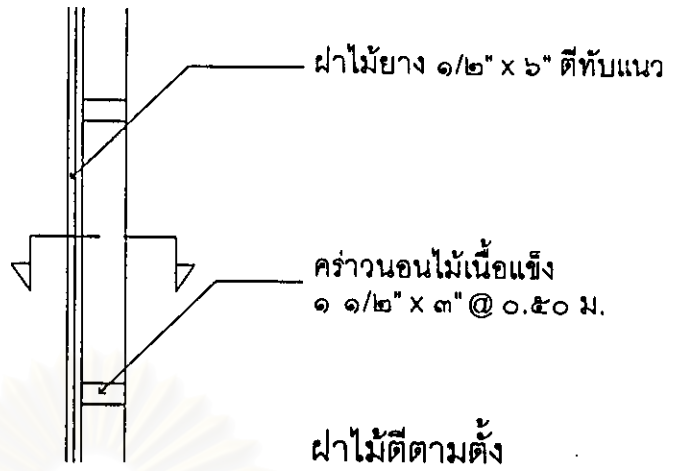 ฝาไม้ยาง ๑/๒" x ๖" ตีทับแนว
คร่าวนอนไม้เนื้อแข็ง
๑ ๑/๒" x ๓" @ ๐.๕๐ ม.
ฝาไม้ตีตามตั้ง